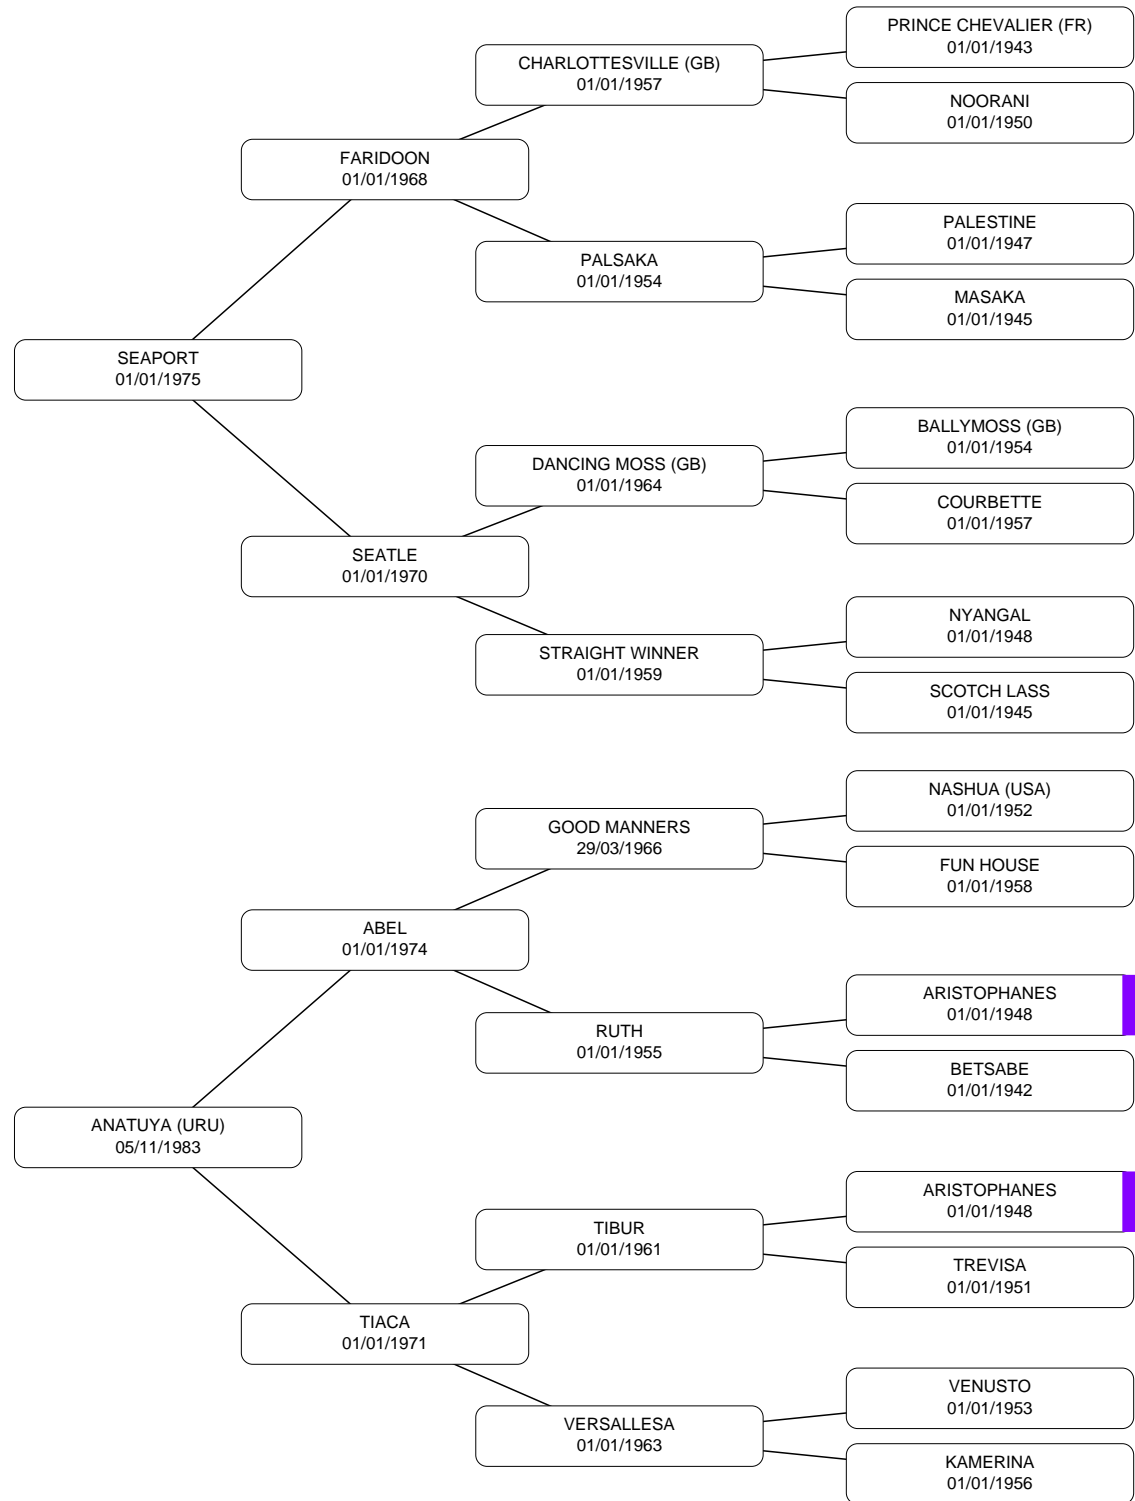 PRINCE CHEVALIER (FR)
01/01/1943
CHARLOTTESVILLE (GB)
01/01/1957
NOORANI
01/01/1950
FARIDOON
01/01/1968
PALESTINE
01/01/1947
PALSAKA
01/01/1954
MASAKA
01/01/1945
SEAPORT
01/01/1975
BALLYMOSS (GB)
01/01/1954
DANCING MOSS (GB)
01/01/1964
COURBETTE
01/01/1957
SEATLE
01/01/1970
NYANGAL
01/01/1948
STRAIGHT WINNER
01/01/1959
SCOTCH LASS
01/01/1945
NASHUA (USA)
01/01/1952
GOOD MANNERS
29/03/1966
FUN HOUSE
01/01/1958
ABEL
01/01/1974
ARISTOPHANES
01/01/1948
RUTH
01/01/1955
BETSABE
01/01/1942
ANATUYA (URU)
05/11/1983
ARISTOPHANES
01/01/1948
TIBUR
01/01/1961
TREVISA
01/01/1951
TIACA
01/01/1971
VENUSTO
01/01/1953
VERSALLESA
01/01/1963
KAMERINA
01/01/1956